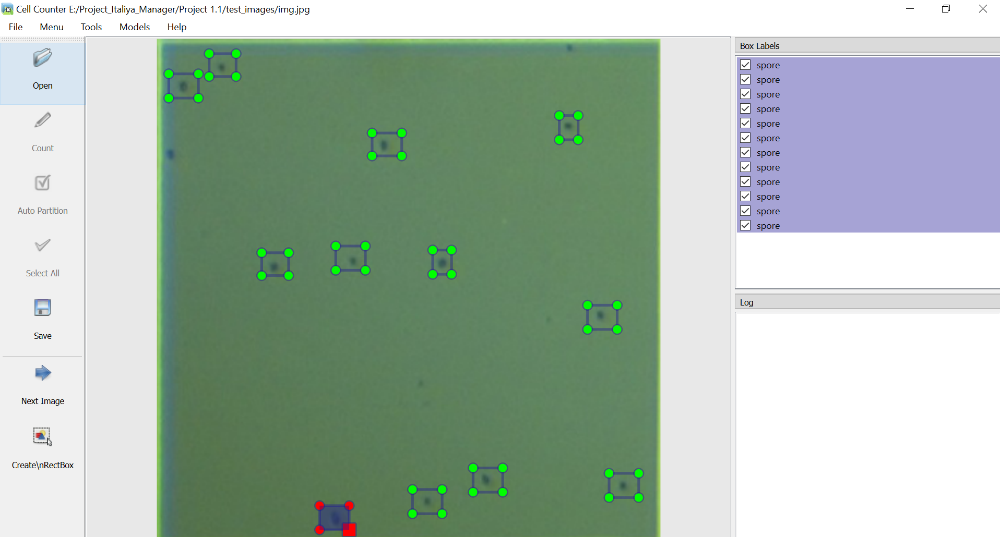 Cell Counter E:/Project_Italiya_Manager/Project 1.1/test_images/img.jpg
File Menu Tools Models Help
Open
Count
Auto Partition
Select All
Save
Next Image
Create\nRectBox
Box Labels
spore
spore
spore
spore
spore
spore
spore
spore
spore
spore
spore
spore
Log